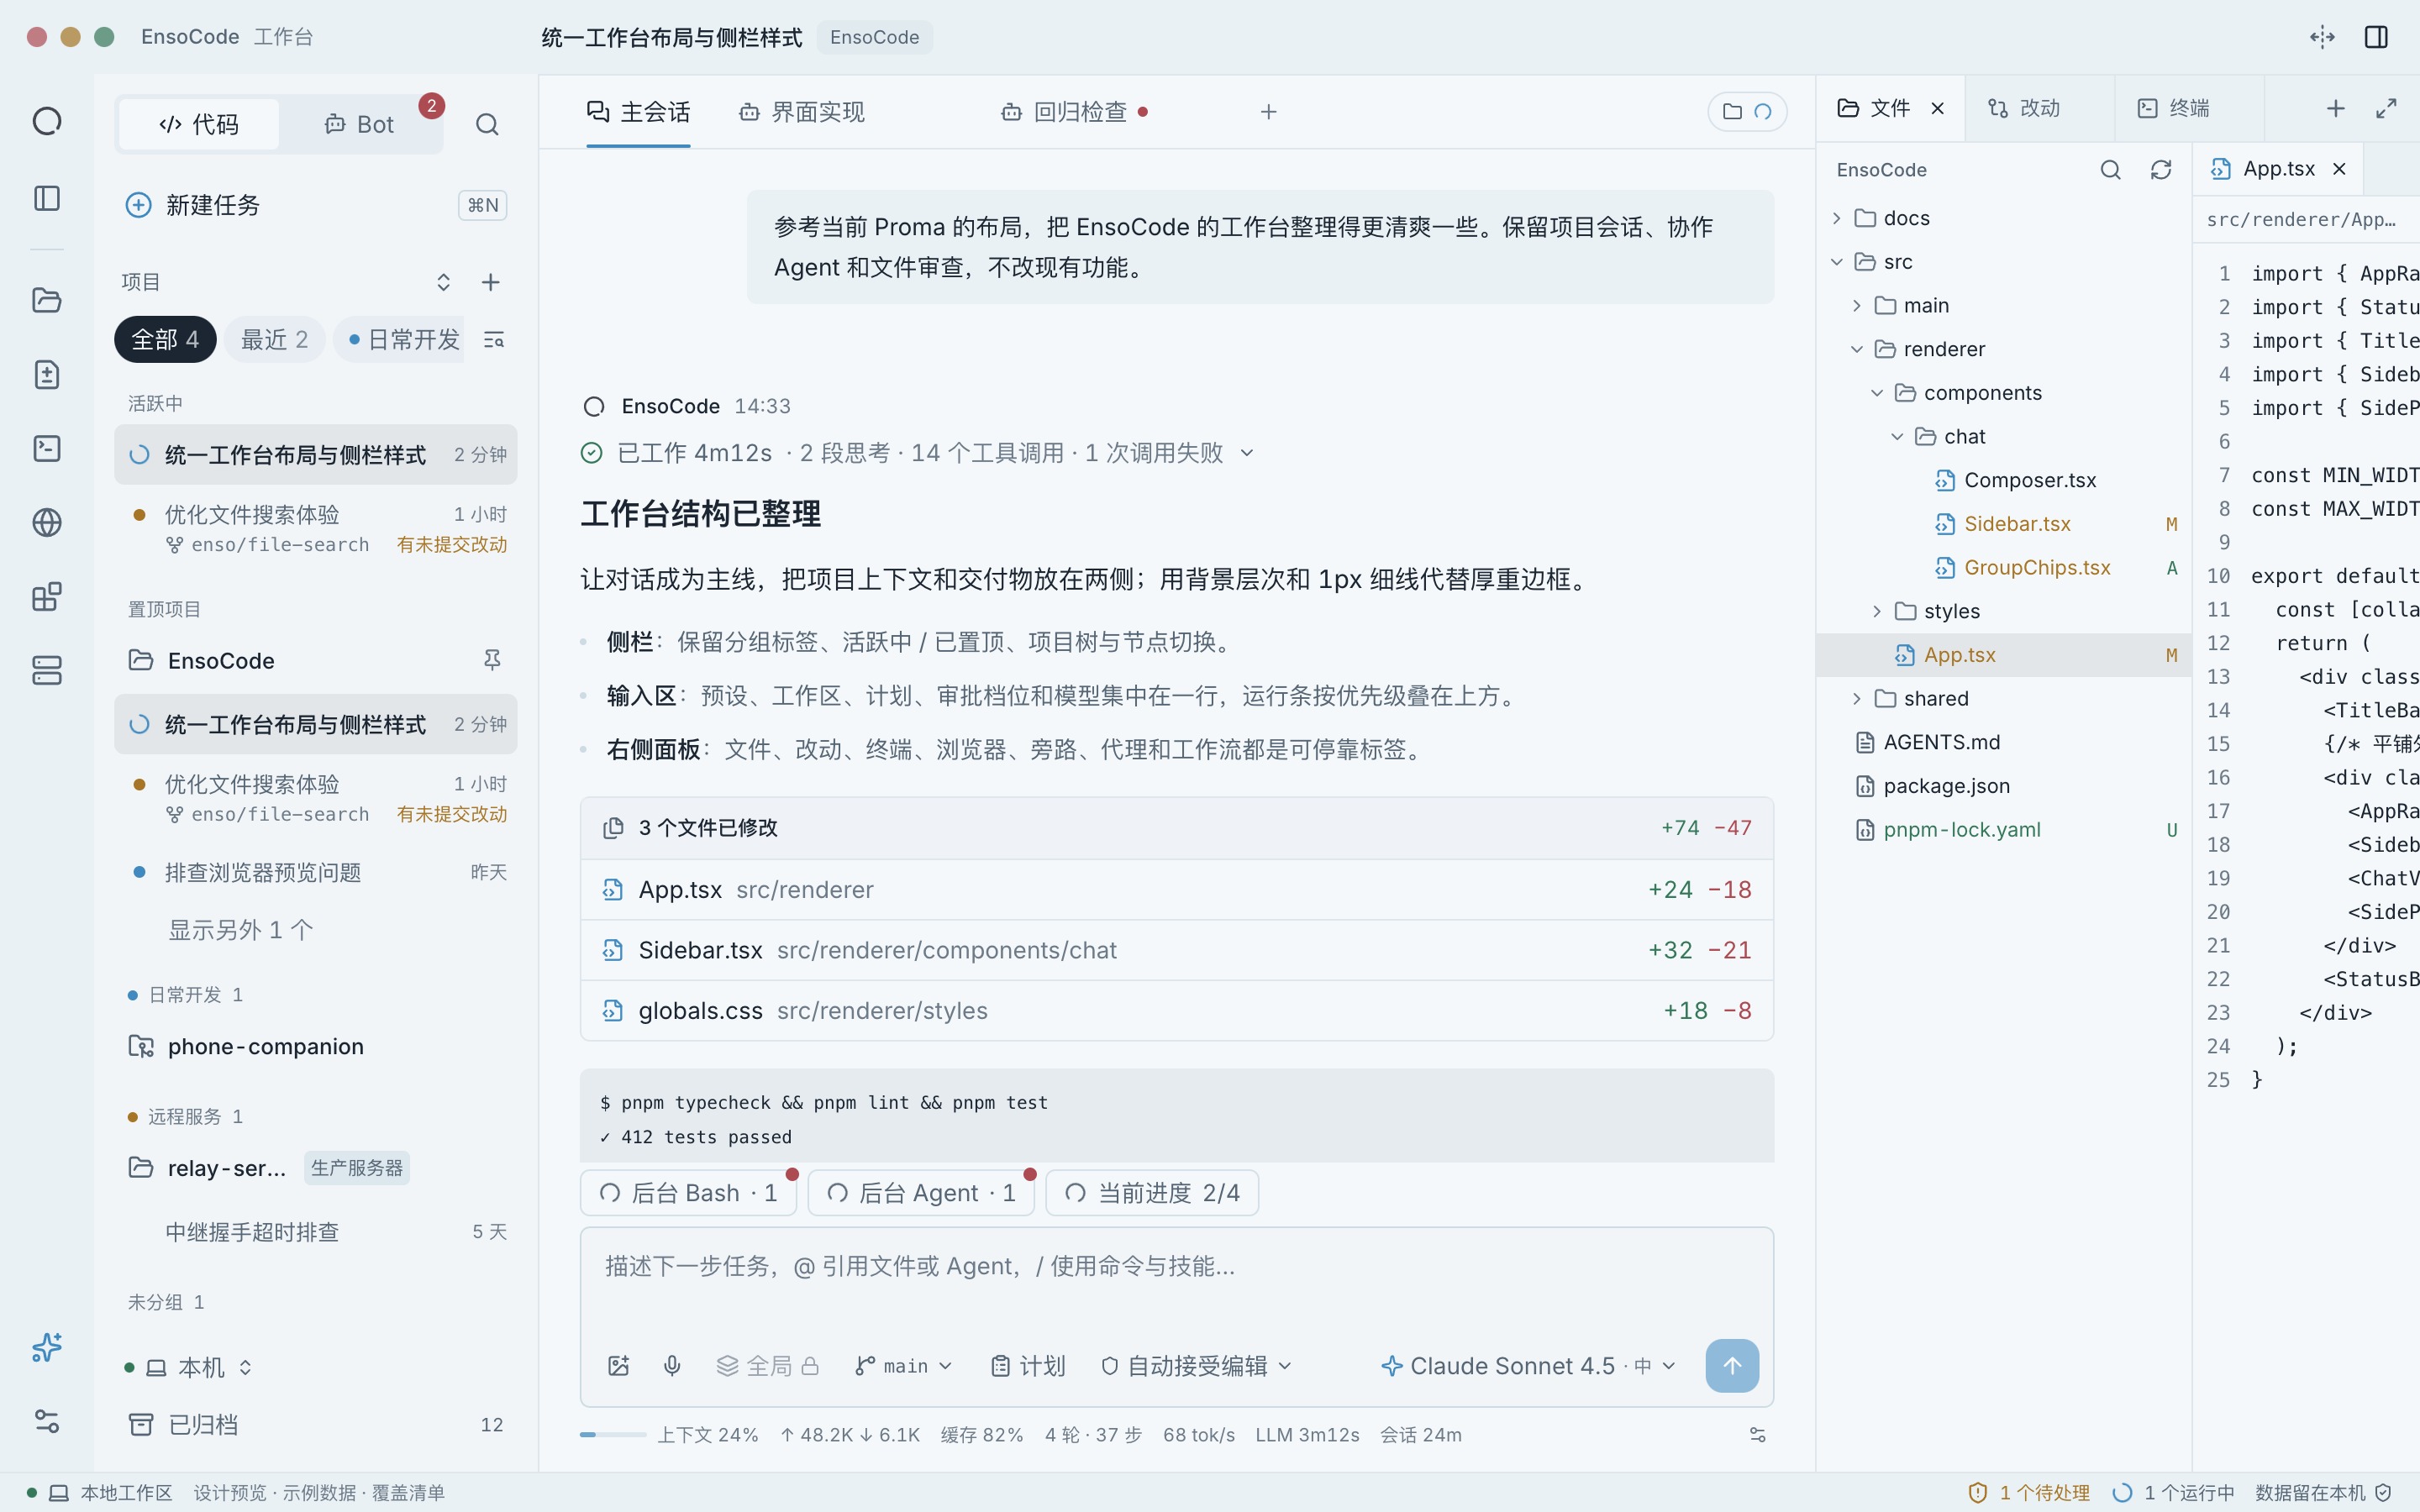 EnsoCode 工作台
统一工作台布局与侧栏样式 EnsoCode
代码
Bot
2
新建任务 ⌘N
项目
全部 4
最近 2
日常开发
活跃中
统一工作台布局与侧栏样式 2 分钟
优化文件搜索体验 1 小时
enso/file-search 有未提交改动
置顶项目
EnsoCode
统一工作台布局与侧栏样式 2 分钟
优化文件搜索体验 1 小时
enso/file-search 有未提交改动
排查浏览器预览问题 昨天
显示另外 1 个
日常开发 1
phone-companion
远程服务 1
relay-ser... 生产服务器
中继握手超时排查 5 天
未分组 1
本机
已归档 12
主会话
界面实现
回归检查
参考当前 Proma 的布局，把 EnsoCode 的工作台整理得更清爽一些。保留项目会话、协作
Agent 和文件审查，不改现有功能。
EnsoCode 14:33
已工作 4m12s · 2 段思考 · 14 个工具调用 · 1 次调用失败
工作台结构已整理
让对话成为主线，把项目上下文和交付物放在两侧；用背景层次和 1px 细线代替厚重边框。
侧栏：保留分组标签、活跃中 / 已置顶、项目树与节点切换。
输入区：预设、工作区、计划、审批档位和模型集中在一行，运行条按优先级叠在上方。
右侧面板：文件、改动、终端、浏览器、旁路、代理和工作流都是可停靠标签。
3 个文件已修改 +74 −47
App.tsx src/renderer +24 −18
Sidebar.tsx src/renderer/components/chat +32 −21
globals.css src/renderer/styles +18 −8
$ pnpm typecheck && pnpm lint && pnpm test
✓ 412 tests passed
后台 Bash · 1
后台 Agent · 1
当前进度 2/4
描述下一步任务，@ 引用文件或 Agent，/ 使用命令与技能...
全局
main
计划
自动接受编辑
Claude Sonnet 4.5 · 中
上下文 24% ↑ 48.2K ↓ 6.1K 缓存 82% 4 轮 · 37 步 68 tok/s LLM 3m12s 会话 24m
文件
改动
终端
EnsoCode
docs
src
main
renderer
components
chat
Composer.tsx
Sidebar.tsx M
GroupChips.tsx A
styles
App.tsx M
shared
AGENTS.md
package.json
pnpm-lock.yaml U
App.tsx
src/renderer/App…
1 import { AppRa
2 import { Statu
3 import { Title
4 import { Sideb
5 import { SideP
6
7 const MIN_WIDT
8 const MAX_WIDT
9
10 export default
11 const [colla
12 return (
13 <div class
14 <TitleBa
15 {/* 平铺
16 <div cla
17 <AppRa
18 <Sideb
19 <ChatV
20 <SideP
21 </div>
22 <StatusB
23 </div>
24 );
25 }
本地工作区 设计预览 · 示例数据 · 覆盖清单
1 个待处理
1 个运行中
数据留在本机